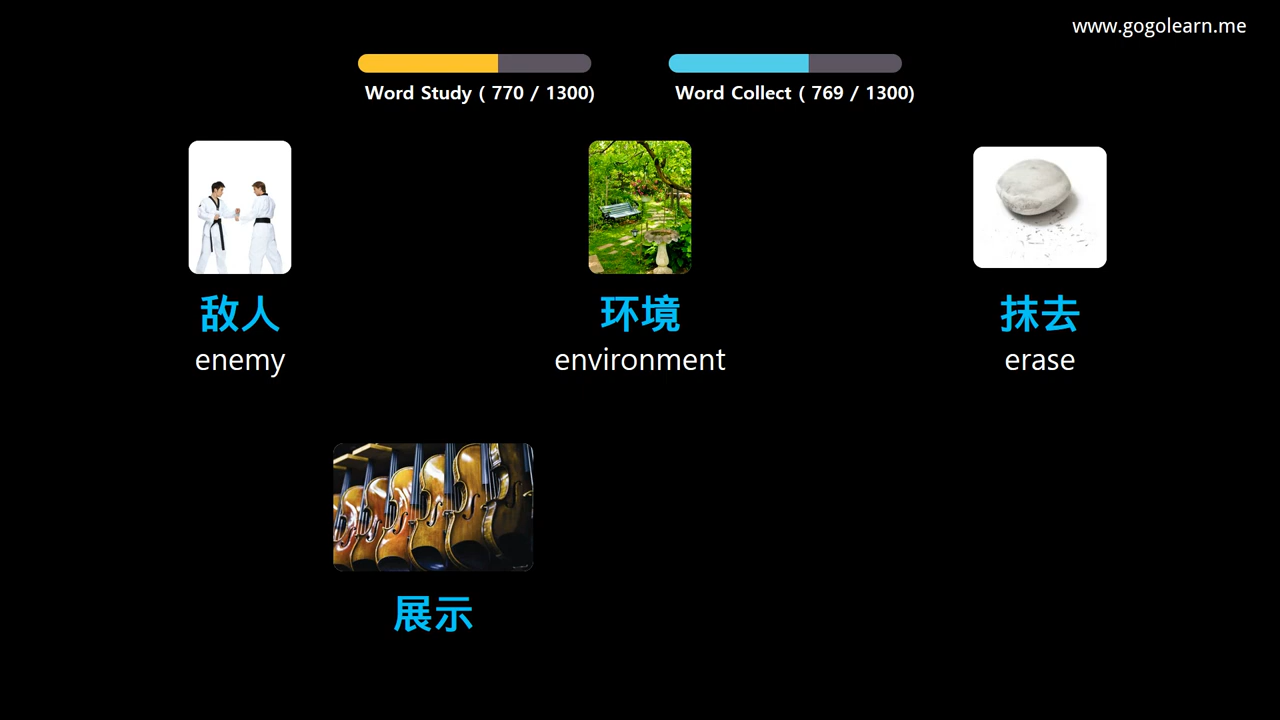 www.gogolearn.me
Word Study ( 770 / 1300)
Word Collect ( 769 / 1300)
敌人
环境
抹去
enemy
environment
erase
展示